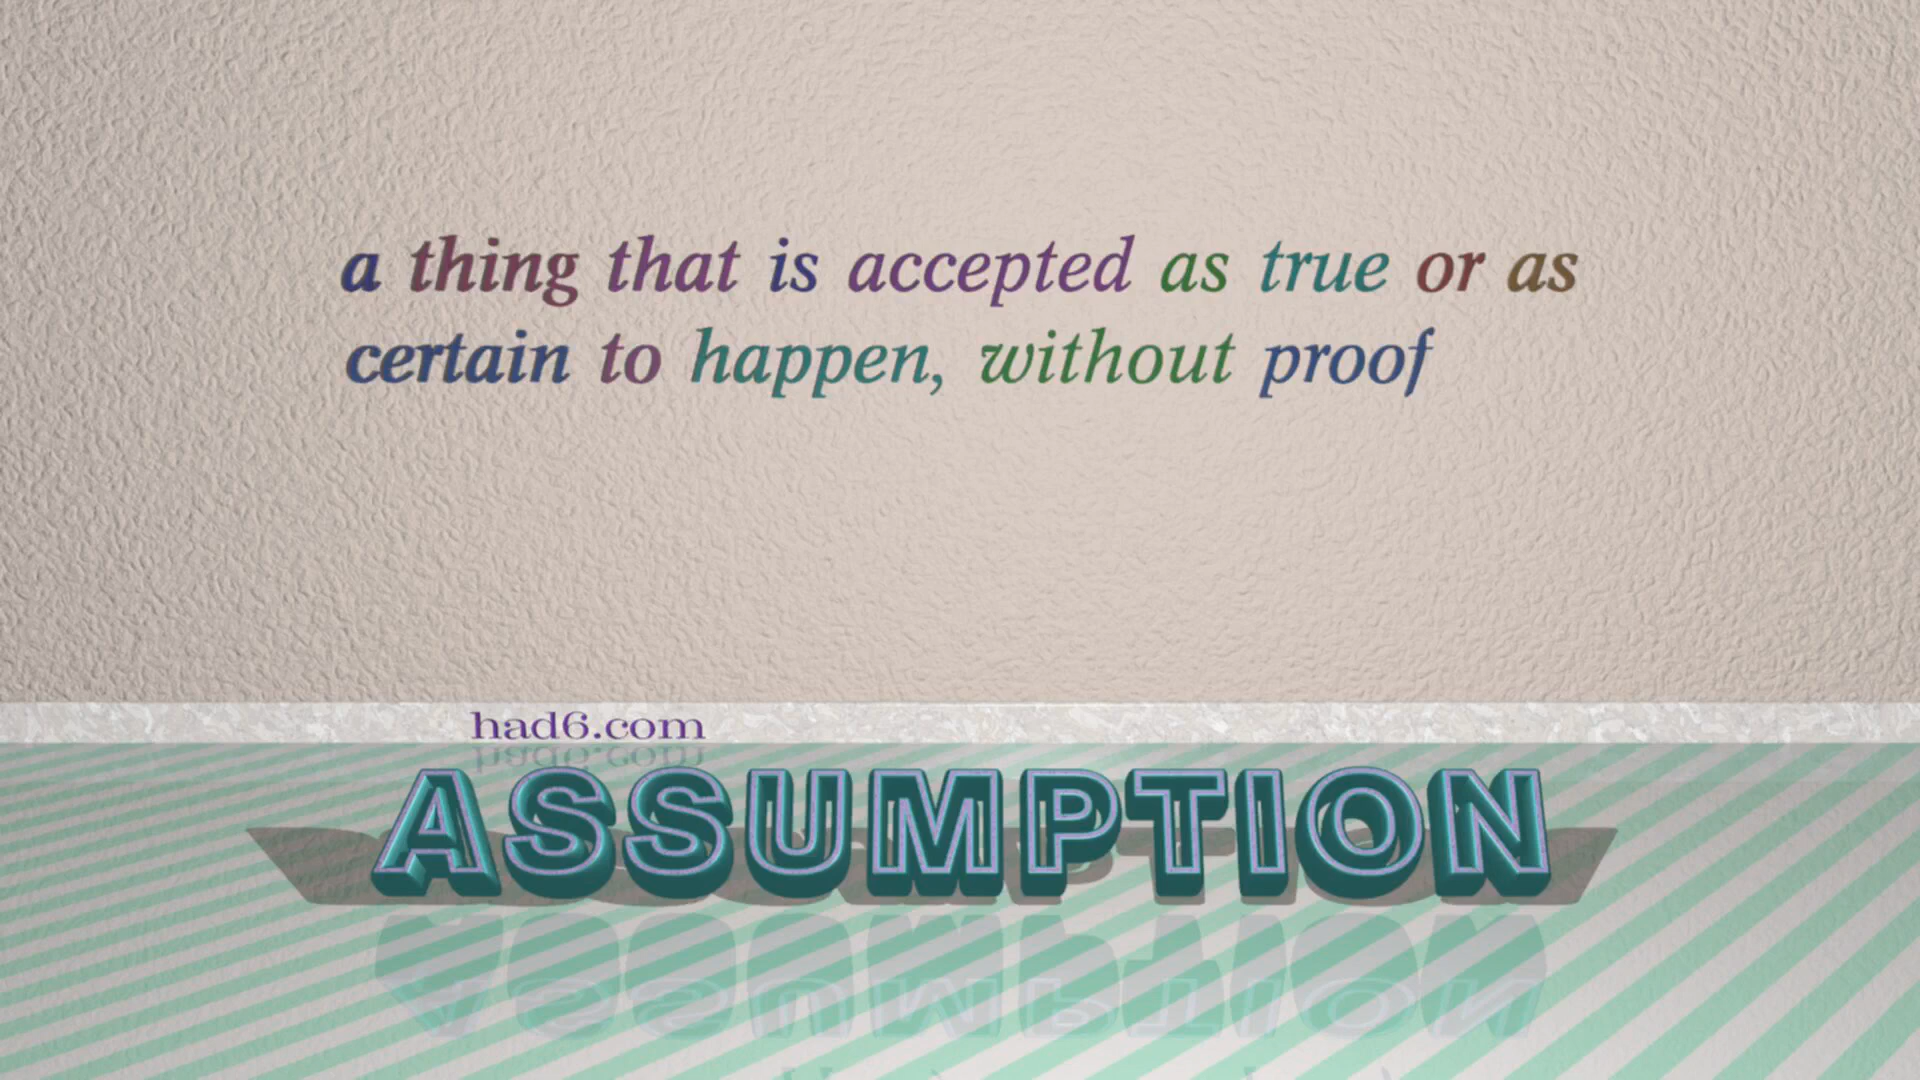 a thing that is accepted as true or as
certain to happen, without proof
had6.com
ASSUMPTION